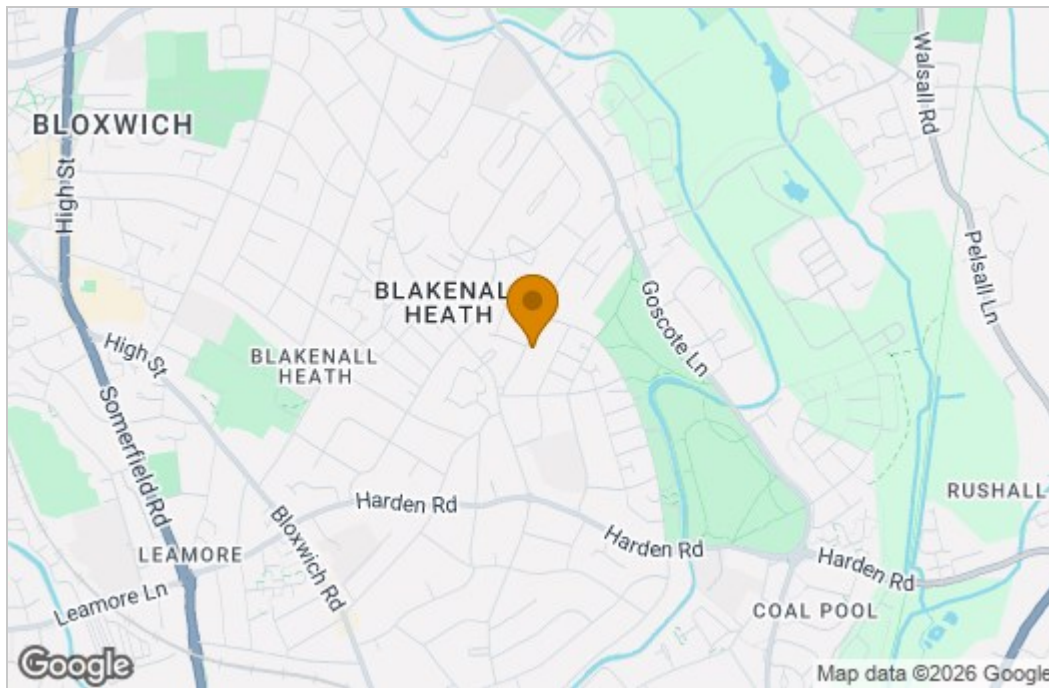 BLOXWICH
High St
Walsall Rd
Pelsall Ln
Goscote Ln
BLAKENAL
HEATH
BLAKENALL
HEATH
High St
Somerfield Rd
Bloxwich Rd
Harden Rd
Harden Rd
Harden Rd
RUSHALL
LEAMORE
Leamore Ln
COAL POOL
Google
Map data ©2026 Google